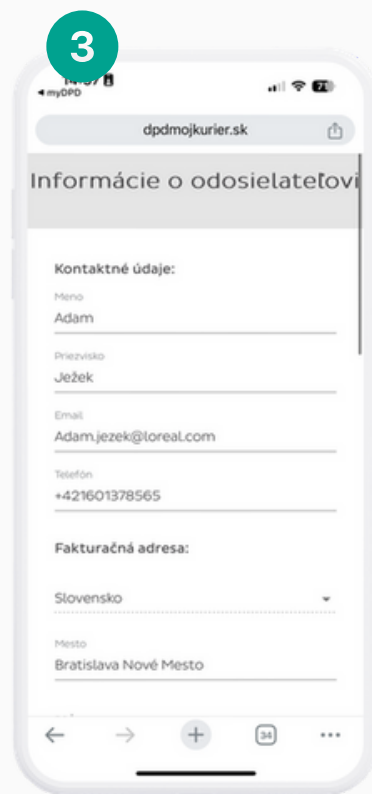 3
myDPD
71
dpdmojkurier.sk
Informácie o odosielateľovi
Kontaktné údaje:
Meno
Adam
Priezvisko
Ježek
Email
Adam.jezek@loreal.com
Telefón
+421601378565
Fakturačná adresa:
Slovensko
Mesto
Bratislava Nové Mesto
34